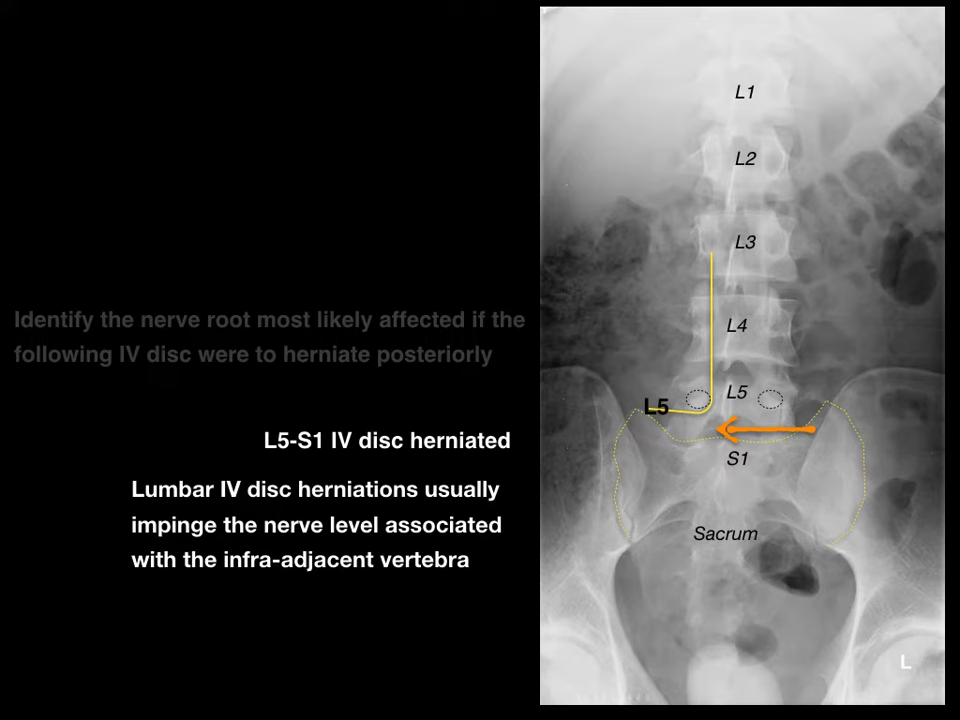 Identify the nerve root most likely affected if the
following IV disc were to herniate posteriorly
L5-S1 IV disc herniated
Lumbar IV disc herniations usually
impinge the nerve level associated
with the infra-adjacent vertebra
L1
L2
L3
L4
L5
L5
S1
Sacrum
L